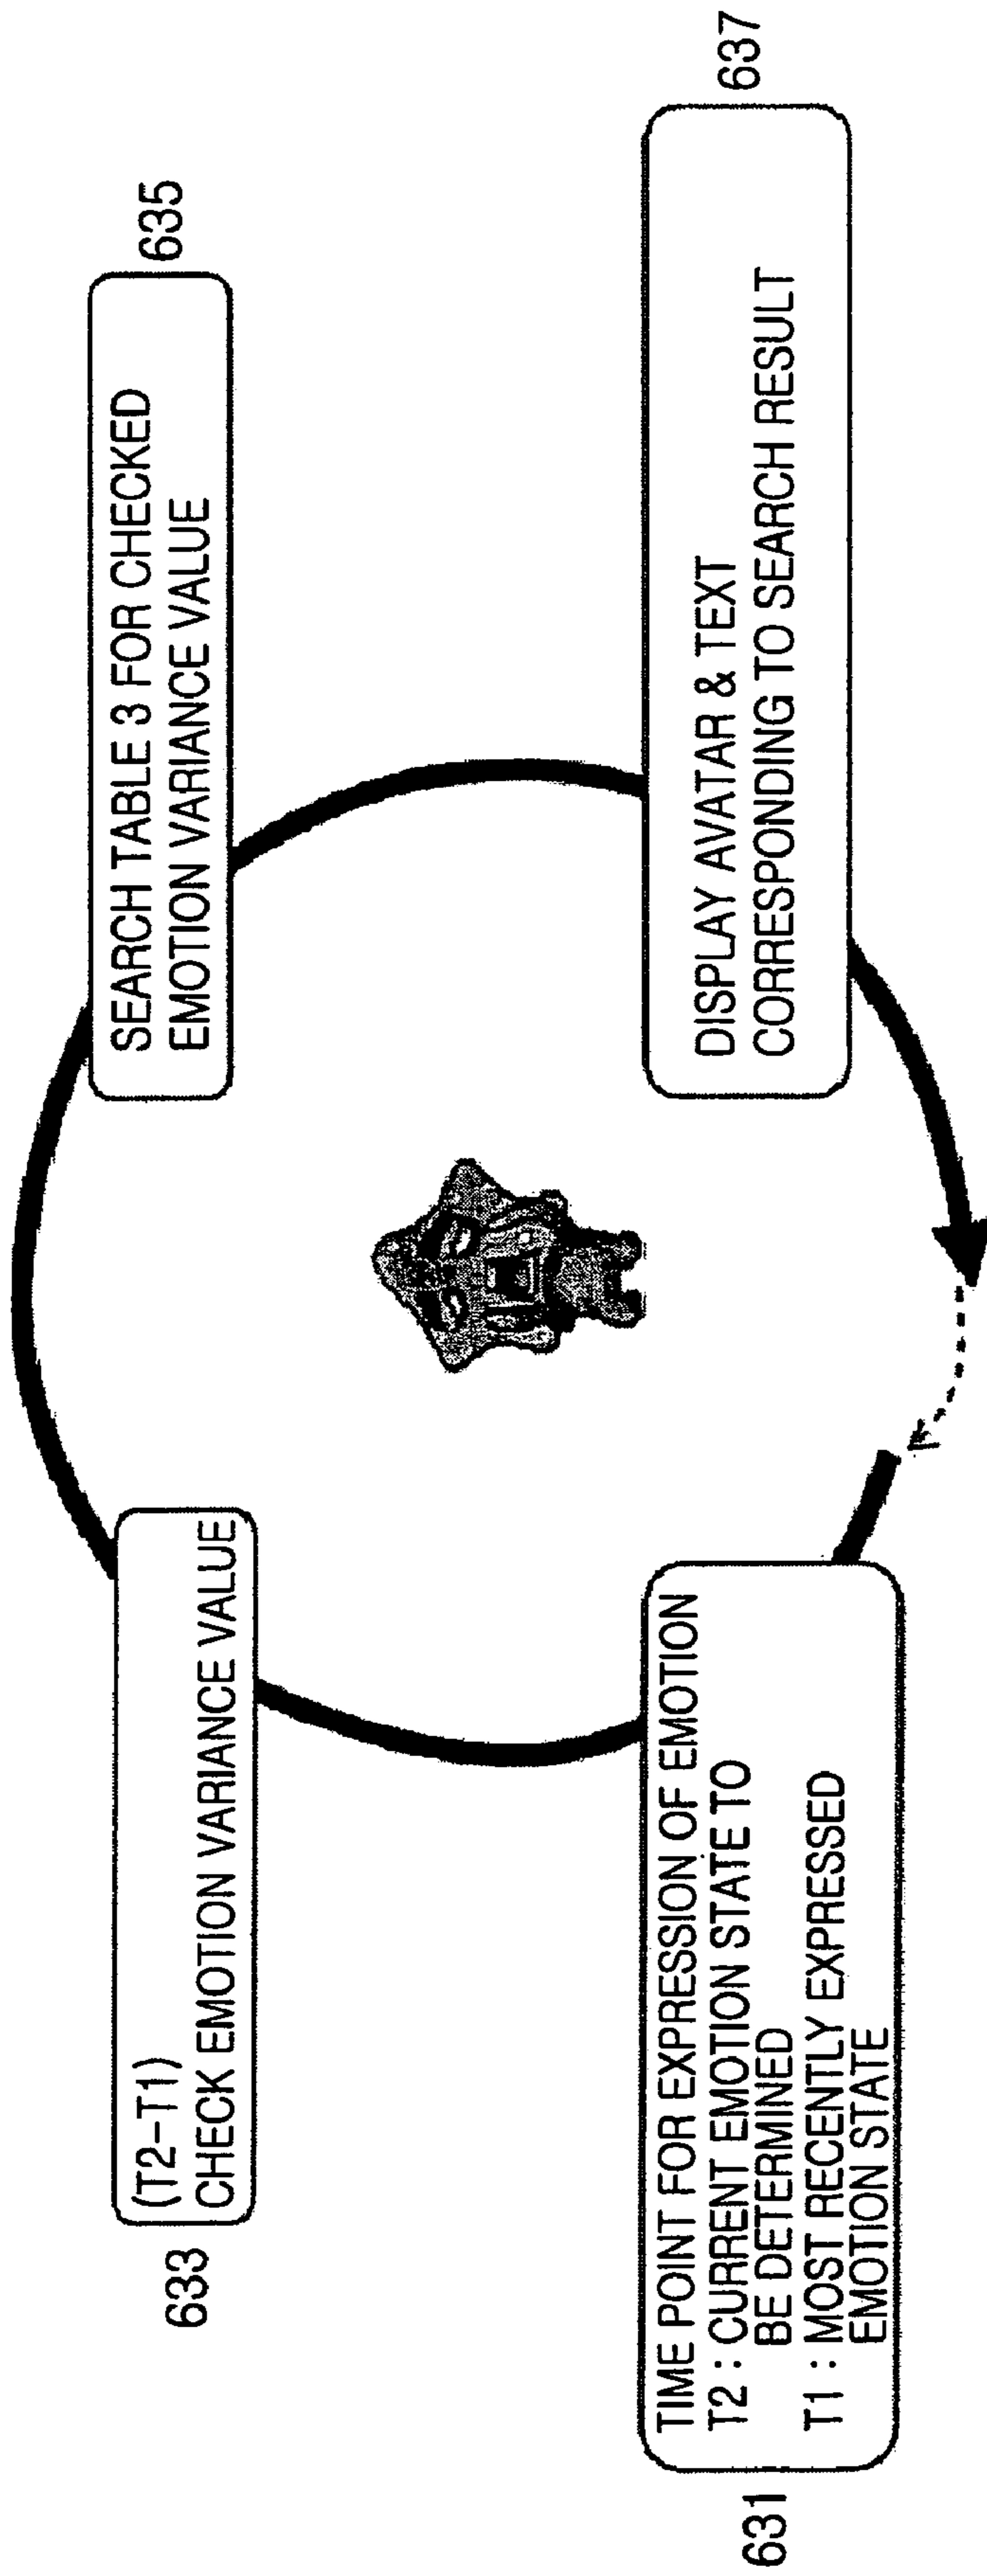 631
TIME POINT FOR EXPRESSION OF EMOTION
T2 : CURRENT EMOTION STATE TO
BE DETERMINED
T1 : MOST RECENTLY EXPRESSED
EMOTION STATE
633
(T2-T1)
CHECK EMOTION VARIANCE VALUE
635
SEARCH TABLE 3 FOR CHECKED
EMOTION VARIANCE VALUE
637
DISPLAY AVATAR & TEXT
CORRESPONDING TO SEARCH RESULT